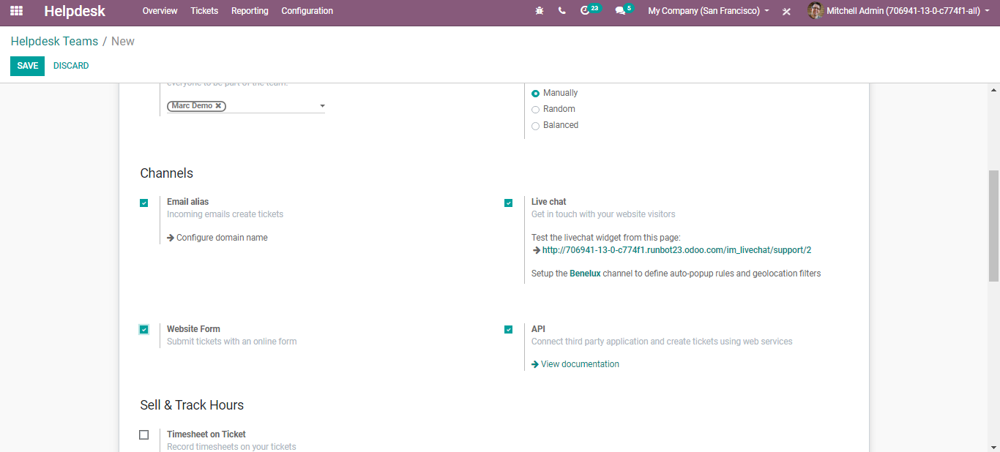 Helpdesk Overview Tickets Reporting Configuration 23 5 My Company (San Francisco) Mitchell Admin (706941-13-0-c774f1-all)
Helpdesk Teams / New
SAVE DISCARD
everyone to be part of the team.
Marc Demo
Manually
Random
Balanced
Channels
Email alias
Incoming emails create tickets
Configure domain name
Live chat
Get in touch with your website visitors
Test the livechat widget from this page:
http://706941-13-0-c774f1.runbot23.odoo.com/im_livechat/support/2
Setup the Benelux channel to define auto-popup rules and geolocation filters
Website Form
Submit tickets with an online form
API
Connect third party application and create tickets using web services
View documentation
Sell & Track Hours
Timesheet on Ticket
Record timesheets on your tickets